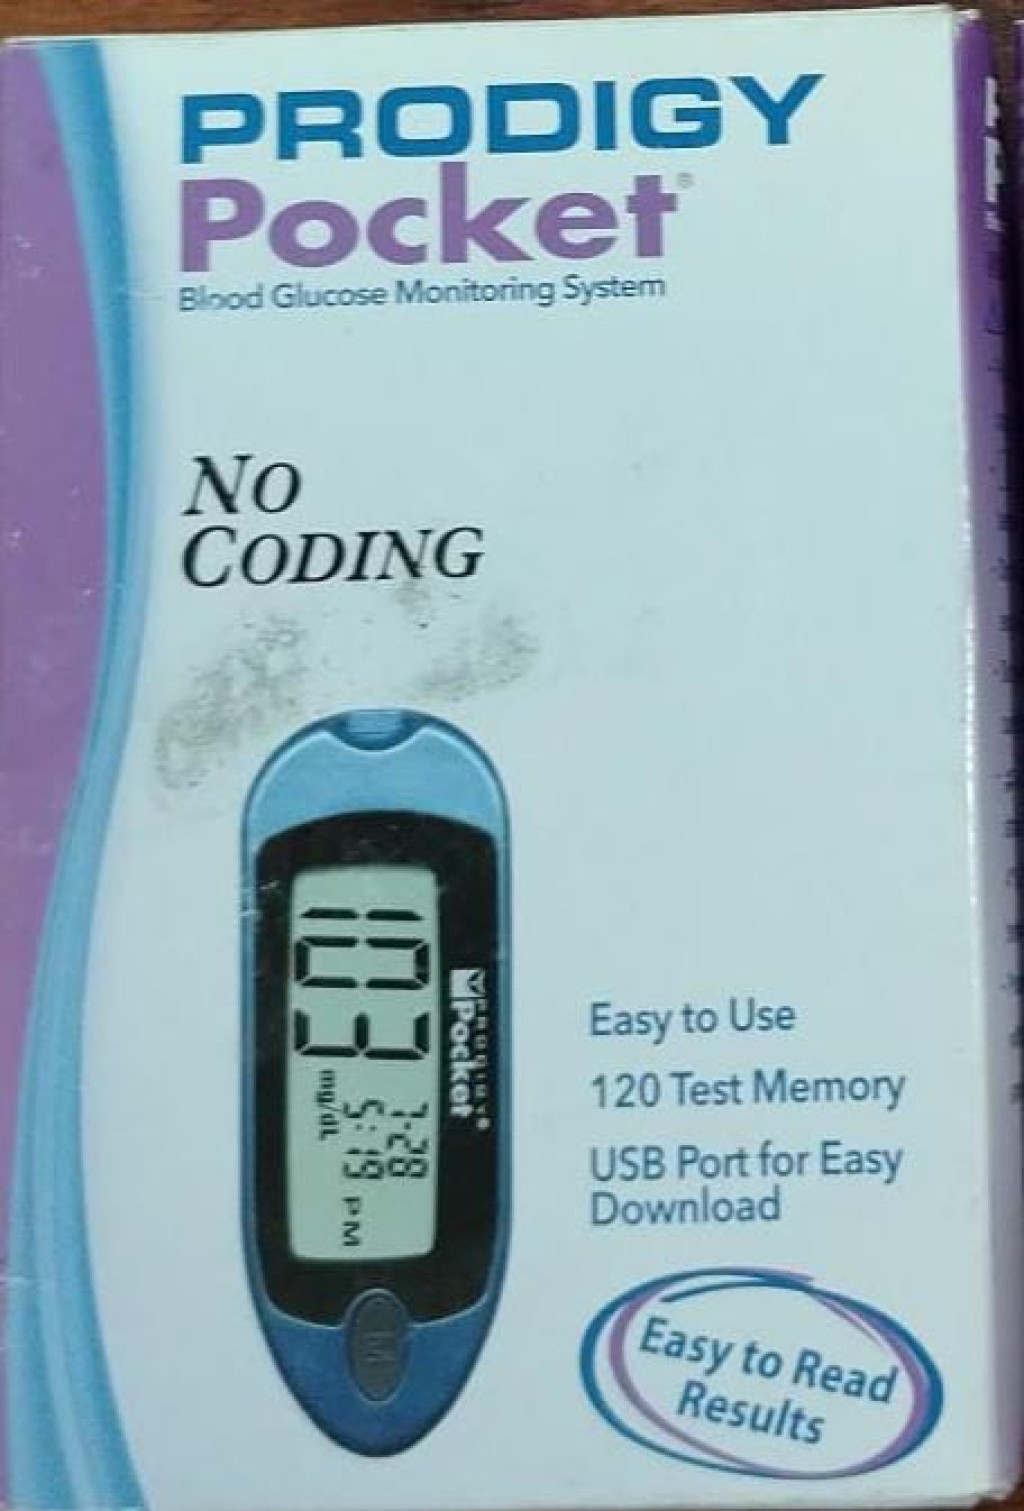 PRODIGY
Pocket®
Blood Glucose Monitoring System
NO
CODING
103
mg/dL
7-28
5:19 PM
Pocket®
M
Easy to Use
120 Test Memory
USB Port for Easy
Download
Easy to Read
Results